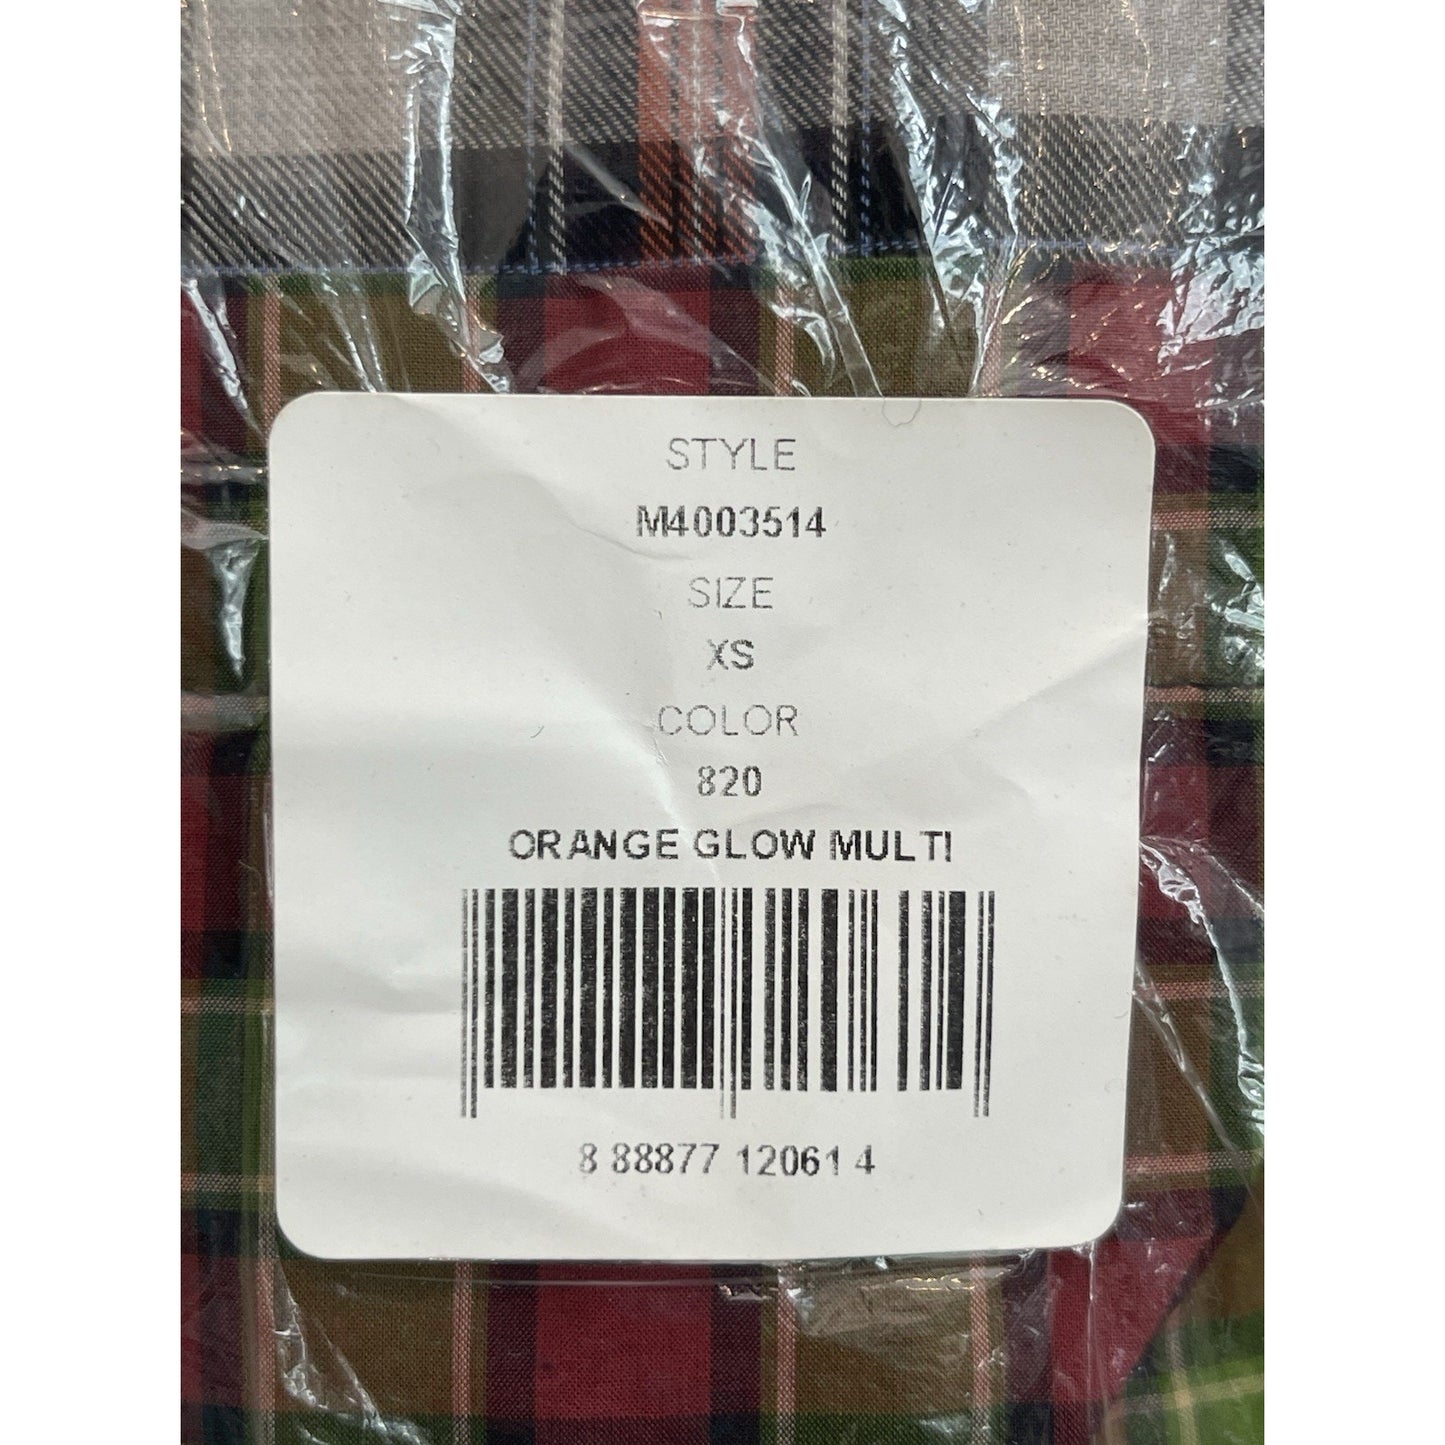 STYLE
M4003514
SIZE
XS
COLOR
820
ORANGE GLOW MULTI
8 88877 12061 4